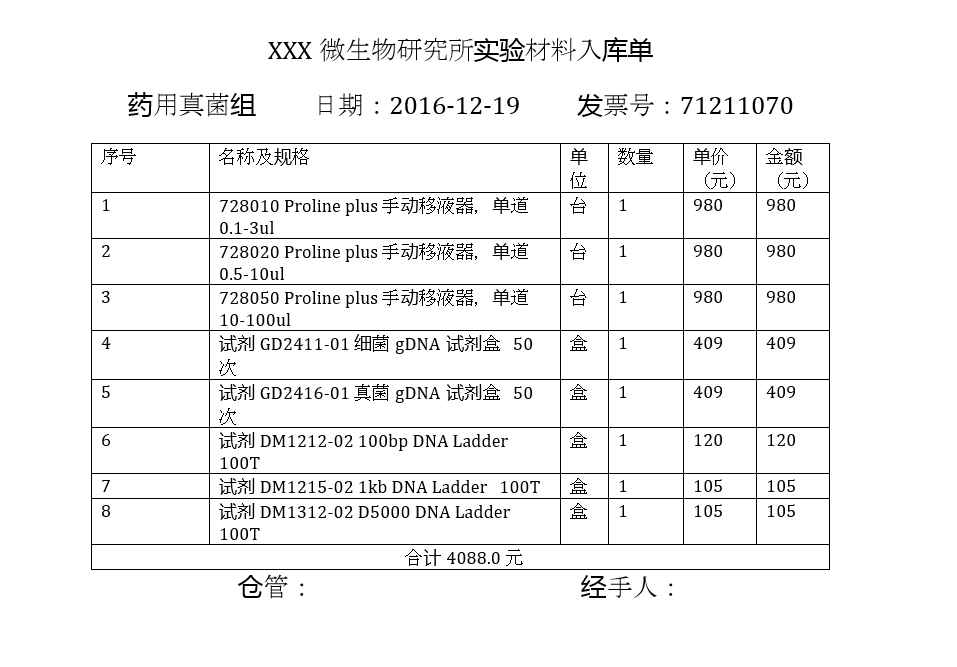 XXX 微生物研究所实验材料入库单
药用真菌组 日期：2016-12-19 发票号：71211070
序号 名称及规格 单位 数量 单价（元） 金额（元）
1 728010 Proline plus 手动移液器, 单道 台 1 980 980
0.1-3ul
2 728020 Proline plus 手动移液器, 单道 台 1 980 980
0.5-10ul
3 728050 Proline plus 手动移液器, 单道 台 1 980 980
10-100ul
4 试剂 GD2411-01 细菌 gDNA 试剂盒 50 盒 1 409 409
次
5 试剂 GD2416-01 真菌 gDNA 试剂盒 50 盒 1 409 409
次
6 试剂 DM1212-02 100bp DNA Ladder 盒 1 120 120
100T
7 试剂 DM1215-02 1kb DNA Ladder 100T 盒 1 105 105
8 试剂 DM1312-02 D5000 DNA Ladder 盒 1 105 105
100T
合计 4088.0 元
仓管： 经手人：